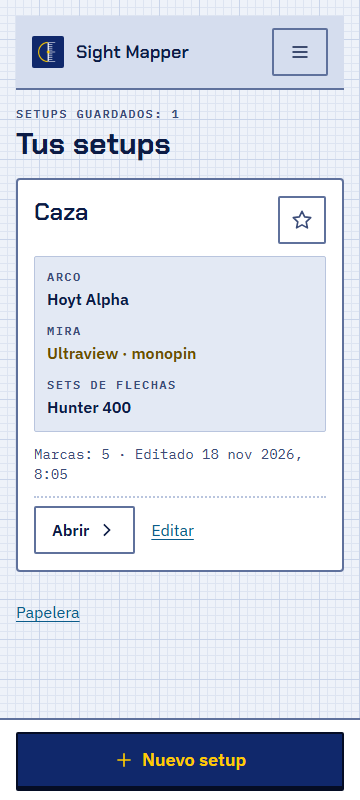 Sight Mapper
SETUPS GUARDADOS: 1
Tus setups
Caza
ARCO
Hoyt Alpha
MIRA
Ultraview · monopin
SETS DE FLECHAS
Hunter 400
Marcas: 5 · Editado 18 nov 2026,
8:05
Abrir
Editar
Papelera
Nuevo setup